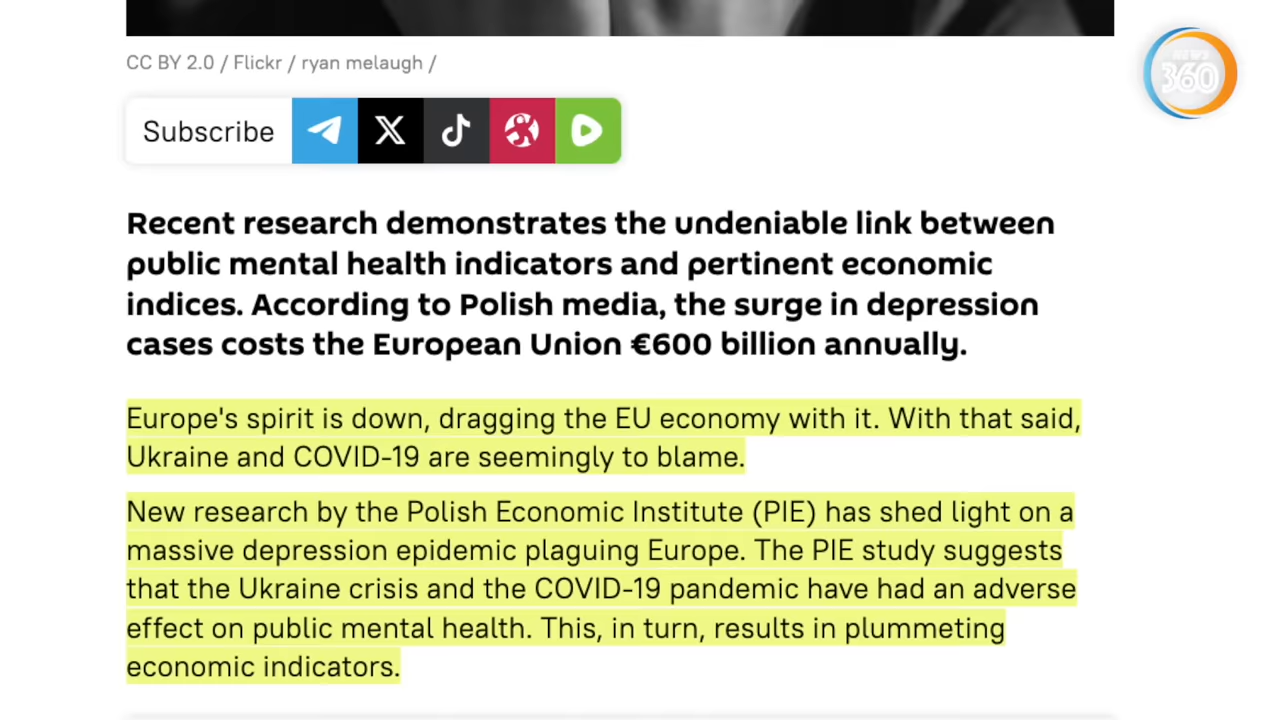 CC BY 2.0 / Flickr / ryan melaugh /
NEWS
360
Subscribe
Recent research demonstrates the undeniable link between
public mental health indicators and pertinent economic
indices. According to Polish media, the surge in depression
cases costs the European Union €600 billion annually.
Europe's spirit is down, dragging the EU economy with it. With that said,
Ukraine and COVID-19 are seemingly to blame.
New research by the Polish Economic Institute (PIE) has shed light on a
massive depression epidemic plaguing Europe. The PIE study suggests
that the Ukraine crisis and the COVID-19 pandemic have had an adverse
effect on public mental health. This, in turn, results in plummeting
economic indicators.